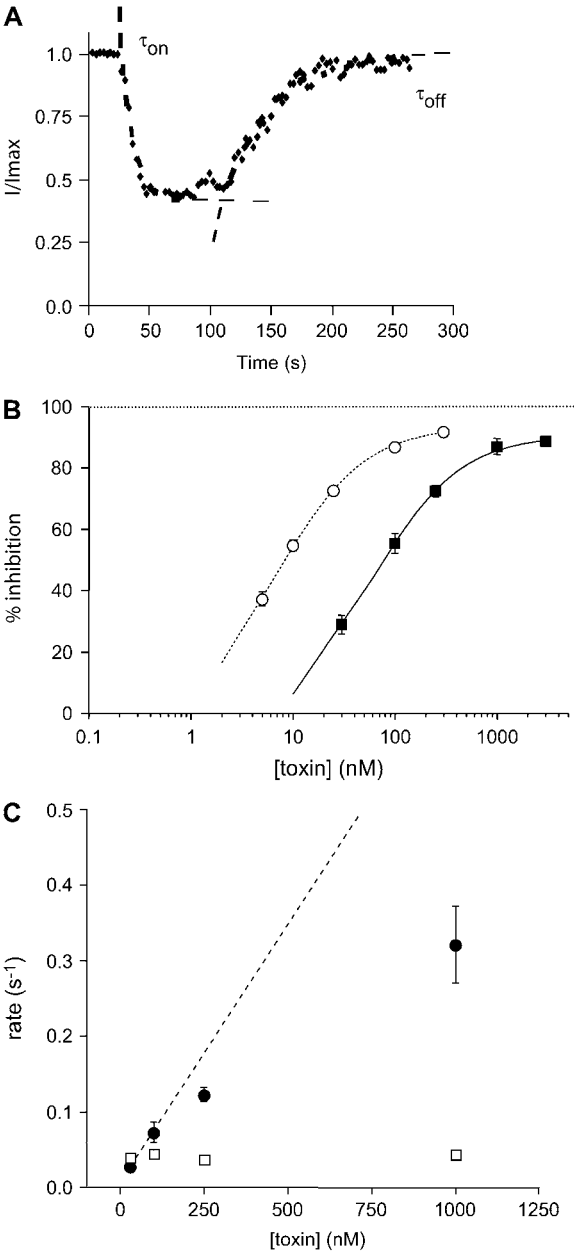 A
τon
1.0
0.75
0.5
0.25
0.0
I/Imax
τoff
0 50 100 150 200 250 300
Time (s)
B
100
80
60
40
20
0
% inhibition
0.1 1 10 100 1000
[toxin] (nM)
C
0.5
0.4
0.3
0.2
0.1
0.0
rate (s-1)
0 250 500 750 1000 1250
[toxin] (nM)